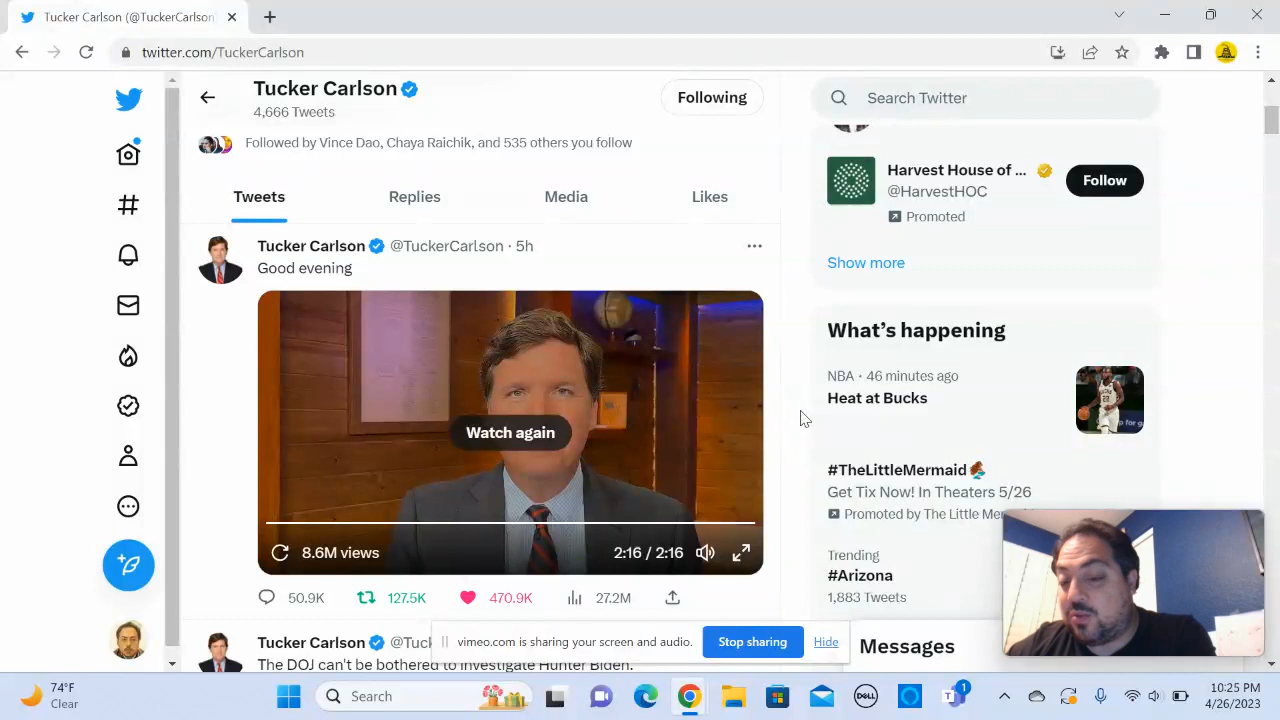 Tucker Carlson (@TuckerCarlson
twitter.com/TuckerCarlson
Tucker Carlson
4,666 Tweets
Following
Search Twitter
Followed by Vince Dao, Chaya Raichik, and 535 others you follow
Tweets Replies Media Likes
Tucker Carlson @TuckerCarlson · 5h
Good evening
Watch again
8.6M views
2:16 / 2:16
50.9K 127.5K 470.9K 27.2M
Tucker Carlson @Tuc
The DOJ can't be bothered to investigate Hunter Biden.
Harvest House of ...
@HarvestHOC
Promoted
Follow
Show more
What's happening
NBA · 46 minutes ago
Heat at Bucks
#TheLittleMermaid
Get Tix Now! In Theaters 5/26
Promoted by The Little Mer
Trending
#Arizona
1,883 Tweets
Messages
vimeo.com is sharing your screen and audio. Stop sharing Hide
74°F
Clear
Search
DELL
1
10:25 PM
4/26/2023